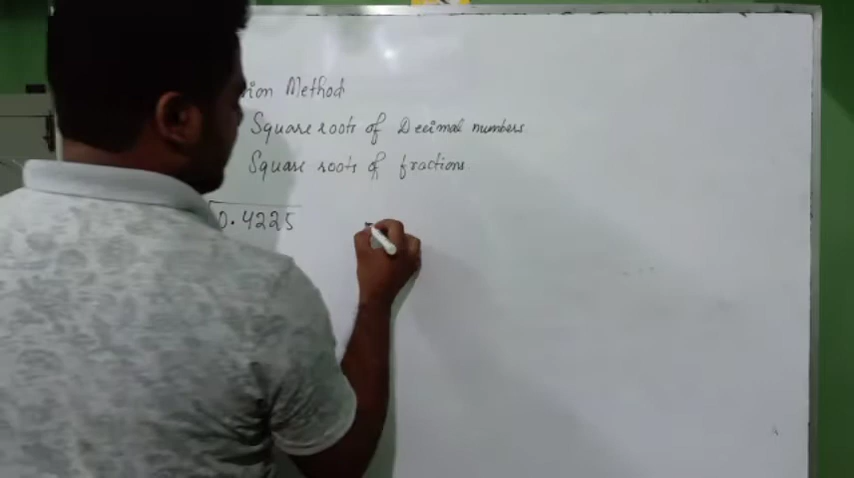 Method
Square roots of Decimal numbers
Square roots of fractions
√0.4225